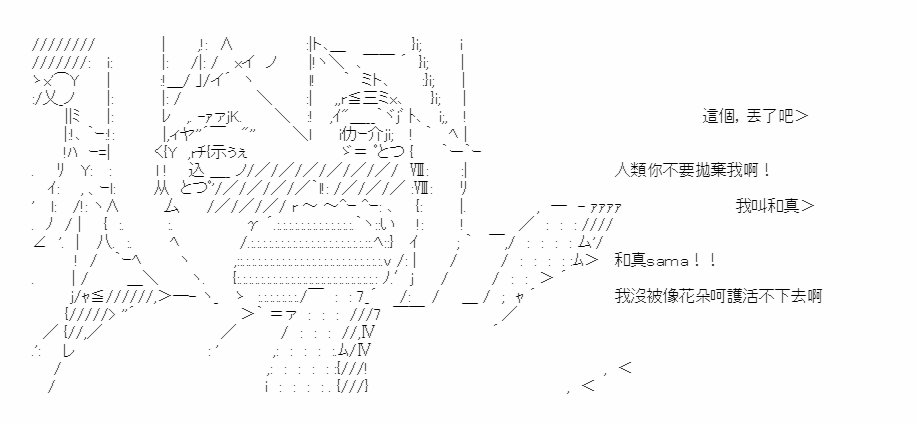 這個，丟了吧>
人類你不要拋棄我啊！
我叫和真>
和真sama！！
我沒被像花朵呵護活不下去啊